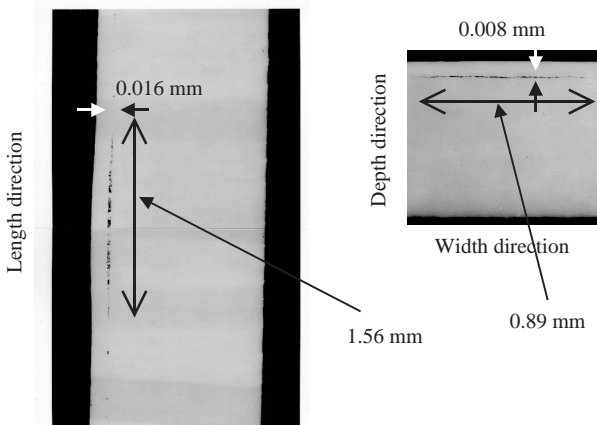 0.016 mm
Length direction
1.56 mm
0.008 mm
Depth direction
Width direction
0.89 mm